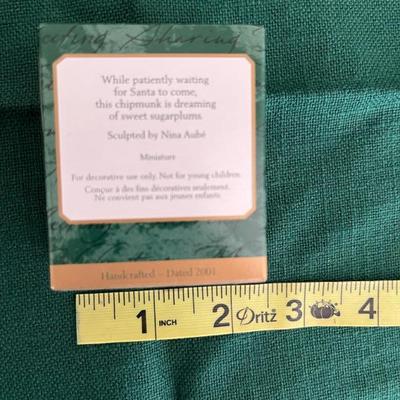 While patiently waiting
for Santa to come,
this chipmunk is dreaming
of sweet sugarplums.
Sculpted by Nina Aubé
Miniature
For decorative use only. Not for young children.
Conçue à des fins décoratives seulement.
Ne convient pas aux jeunes enfants.
Handcrafted – Dated 2001
1 INCH 2 Dritz 3 4